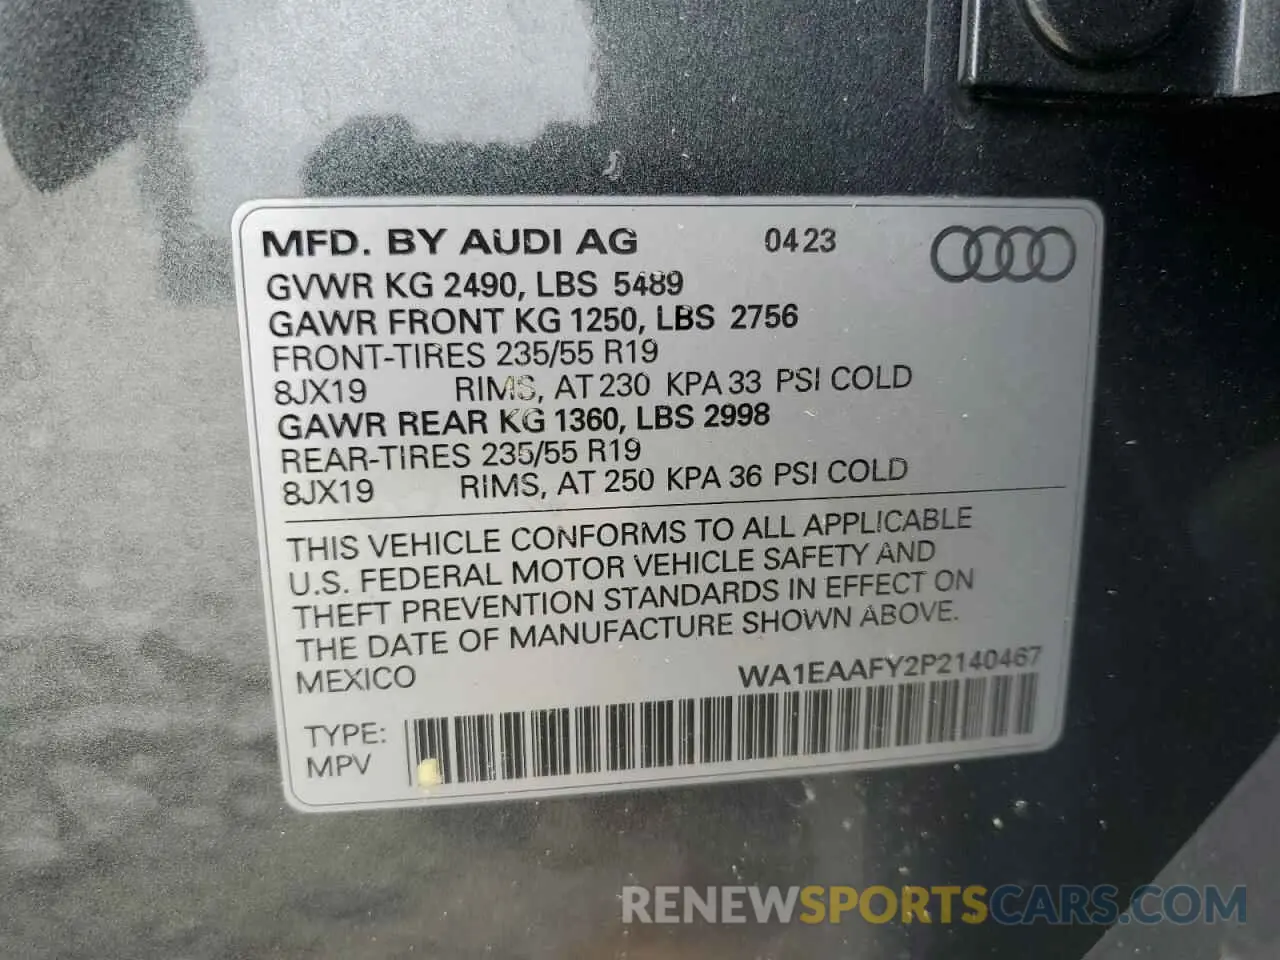 MFD. BY AUDI AG 0423
GVWR KG 2490, LBS 5489
GAWR FRONT KG 1250, LBS 2756
FRONT-TIRES 235/55 R19
8JX19 RIMS, AT 230 KPA 33 PSI COLD
GAWR REAR KG 1360, LBS 2998
REAR-TIRES 235/55 R19
8JX19 RIMS, AT 250 KPA 36 PSI COLD
THIS VEHICLE CONFORMS TO ALL APPLICABLE
U.S. FEDERAL MOTOR VEHICLE SAFETY AND
THEFT PREVENTION STANDARDS IN EFFECT ON
THE DATE OF MANUFACTURE SHOWN ABOVE.
MEXICO WA1EAAFY2P2140467
TYPE:
MPV
RENEWSPORTSCARS.COM